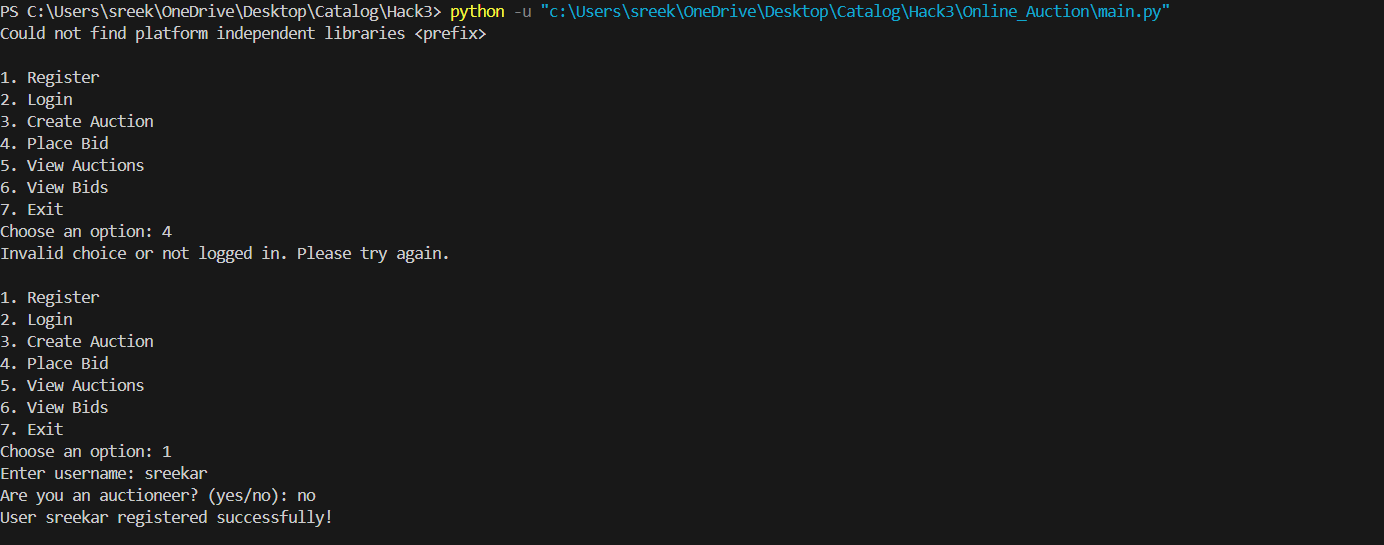 PS C:\Users\sreek\OneDrive\Desktop\Catalog\Hack3> python -u "c:\Users\sreek\OneDrive\Desktop\Catalog\Hack3\Online_Auction\main.py"
Could not find platform independent libraries <prefix>
1. Register
2. Login
3. Create Auction
4. Place Bid
5. View Auctions
6. View Bids
7. Exit
Choose an option: 4
Invalid choice or not logged in. Please try again.
1. Register
2. Login
3. Create Auction
4. Place Bid
5. View Auctions
6. View Bids
7. Exit
Choose an option: 1
Enter username: sreekar
Are you an auctioneer? (yes/no): no
User sreekar registered successfully!